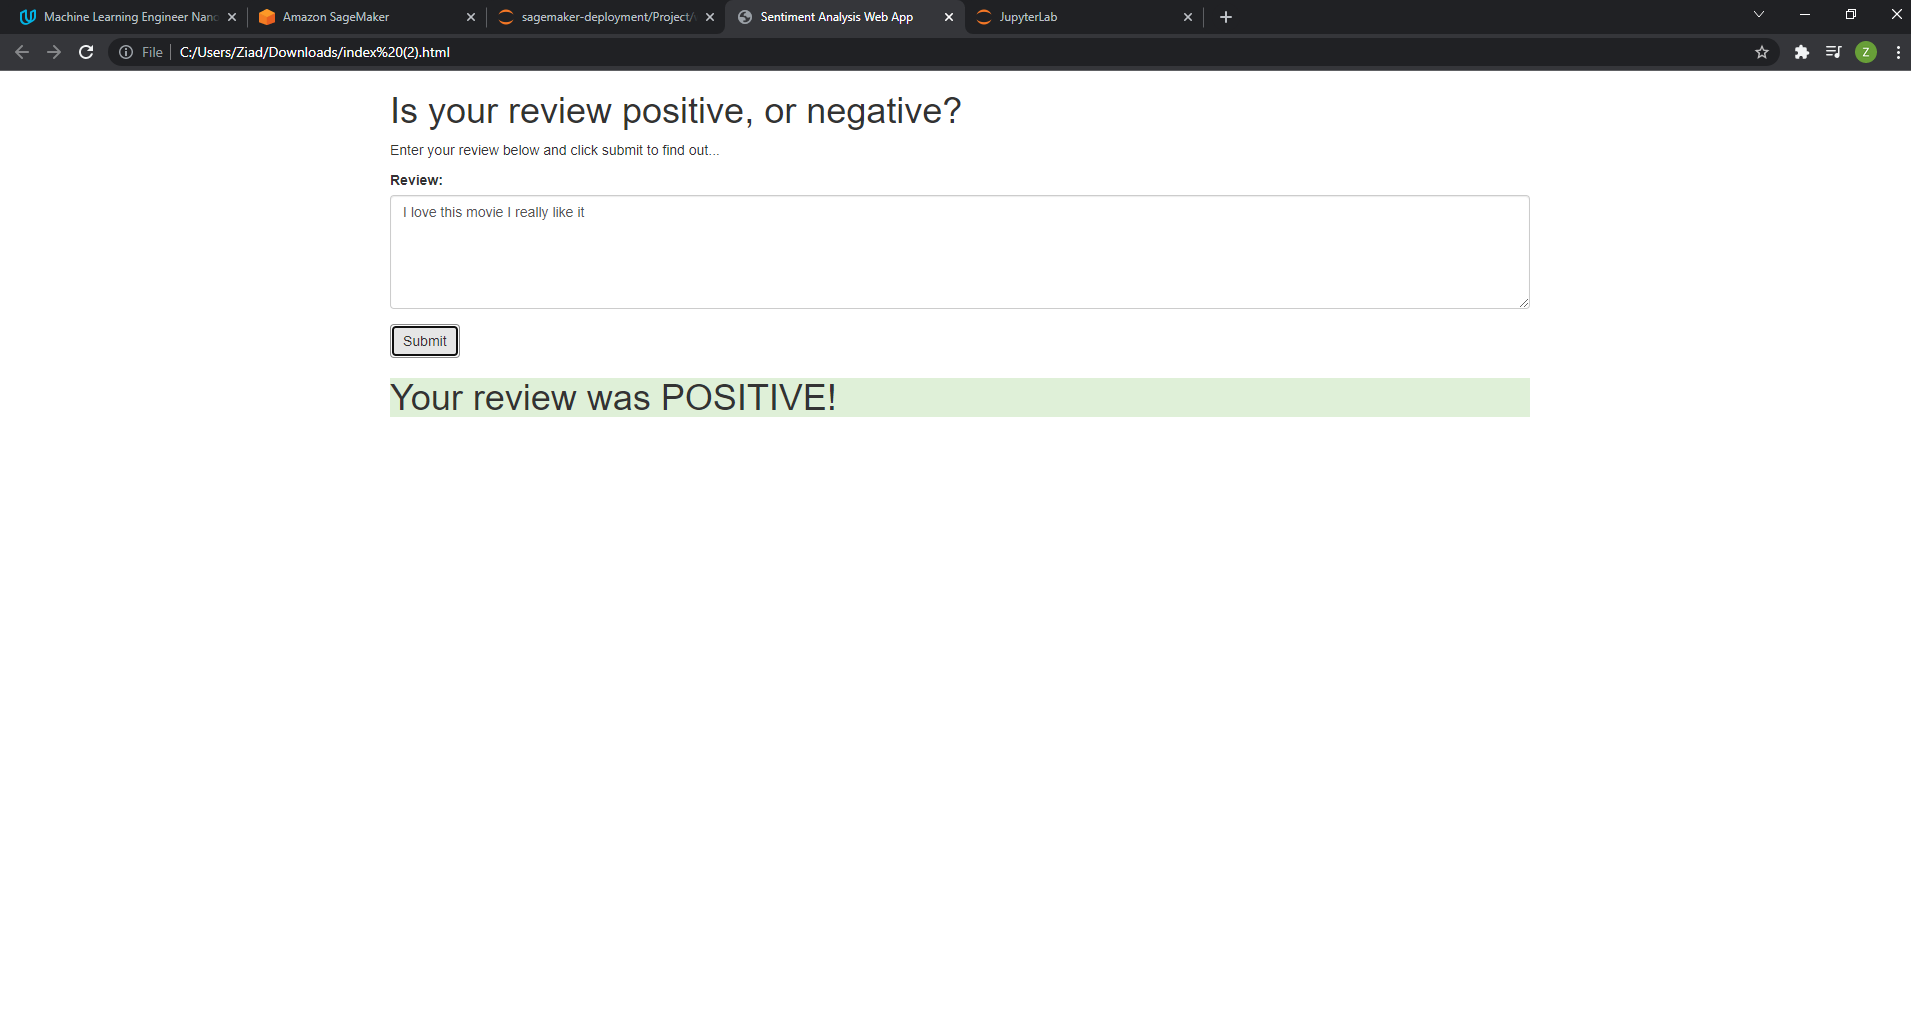 Machine Learning Engineer Nano
Amazon SageMaker
sagemaker-deployment/Project/
Sentiment Analysis Web App
JupyterLab
File
C:/Users/Ziad/Downloads/index%20(2).html
Z
Is your review positive, or negative?
Enter your review below and click submit to find out...
Review:
I love this movie I really like it
Submit
Your review was POSITIVE!